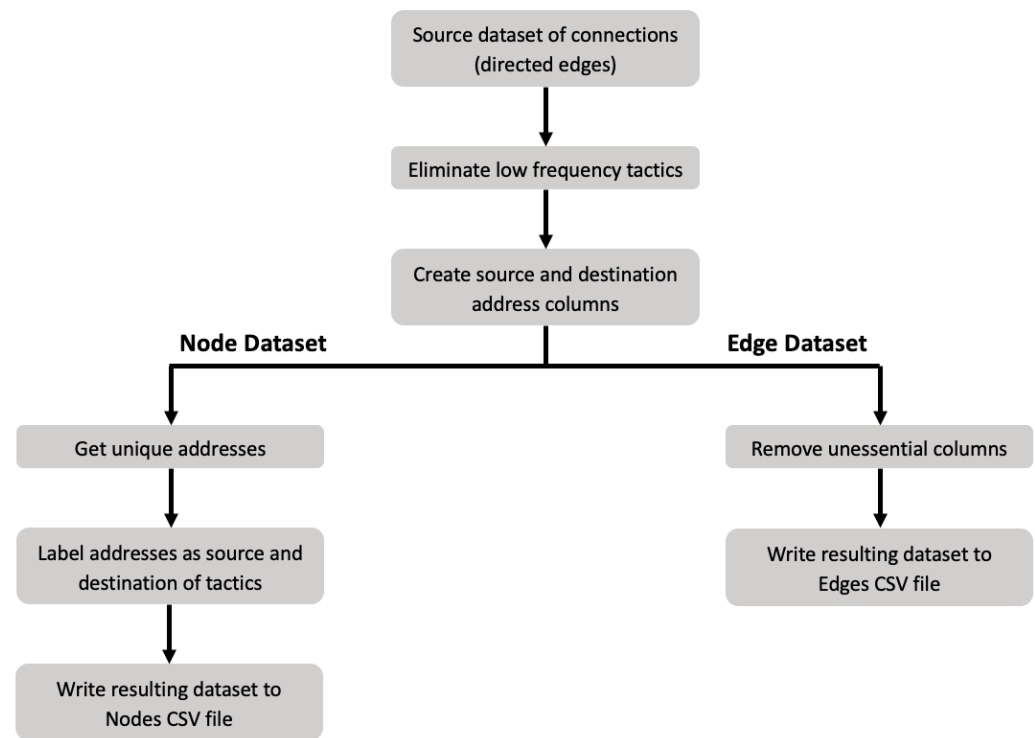 Source dataset of connections
(directed edges)
Eliminate low frequency tactics
Create source and destination
address columns
Node Dataset
Edge Dataset
Get unique addresses
Label addresses as source and
destination of tactics
Write resulting dataset to
Nodes CSV file
Remove unessential columns
Write resulting dataset to
Edges CSV file